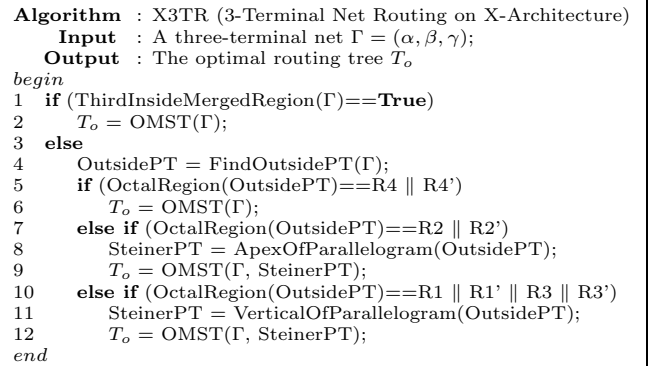 Algorithm : X3TR (3-Terminal Net Routing on X-Architecture)
Input : A three-terminal net Γ = (α, β, γ);
Output : The optimal routing tree T_o
begin
1 if (ThirdInsideMergedRegion(Γ)==True)
2 T_o = OMST(Γ);
3 else
4 OutsidePT = FindOutsidePT(Γ);
5 if (OctalRegion(OutsidePT)==R4 ∥ R4')
6 T_o = OMST(Γ);
7 else if (OctalRegion(OutsidePT)==R2 ∥ R2')
8 SteinerPT = ApexOfParallelogram(OutsidePT);
9 T_o = OMST(Γ, SteinerPT);
10 else if (OctalRegion(OutsidePT)==R1 ∥ R1' ∥ R3 ∥ R3')
11 SteinerPT = VerticalOfParallelogram(OutsidePT);
12 T_o = OMST(Γ, SteinerPT);
end